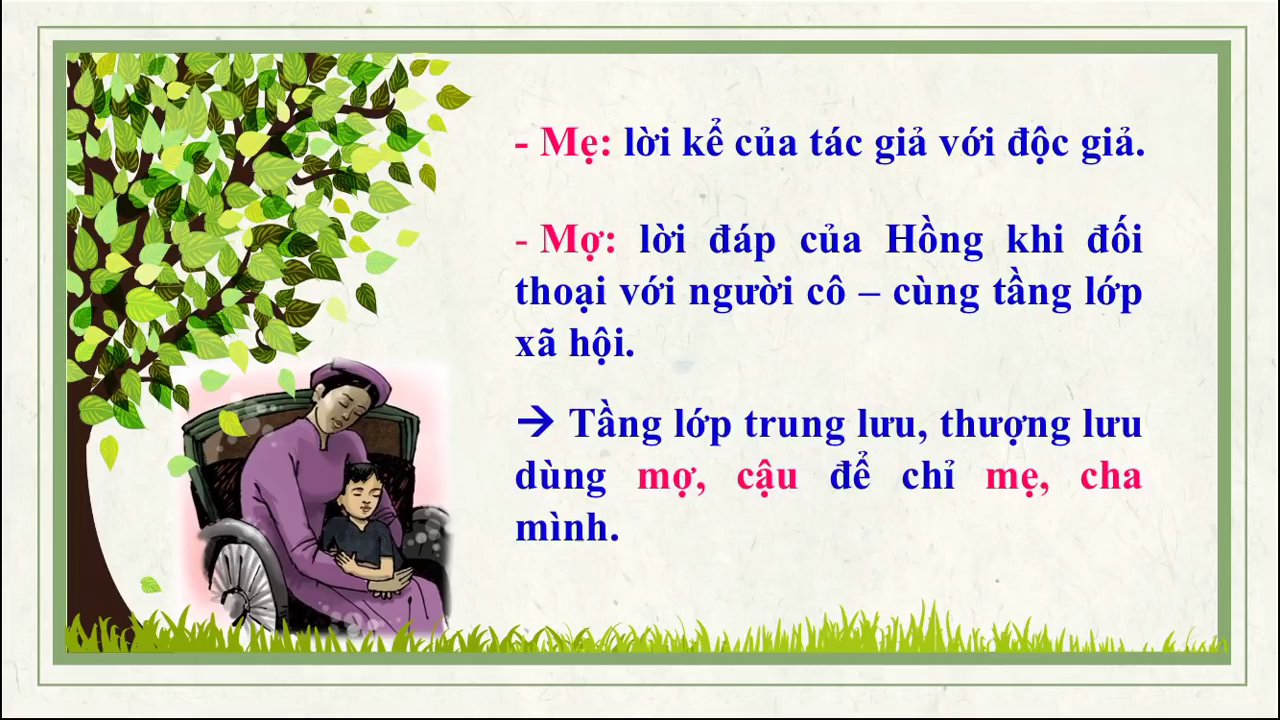 - Mẹ: lời kể của tác giả với độc giả.
- Mợ: lời đáp của Hồng khi đối
thoại với người cô – cùng tầng lớp
xã hội.
→ Tầng lớp trung lưu, thượng lưu
dùng mợ, cậu để chỉ mẹ, cha
mình.